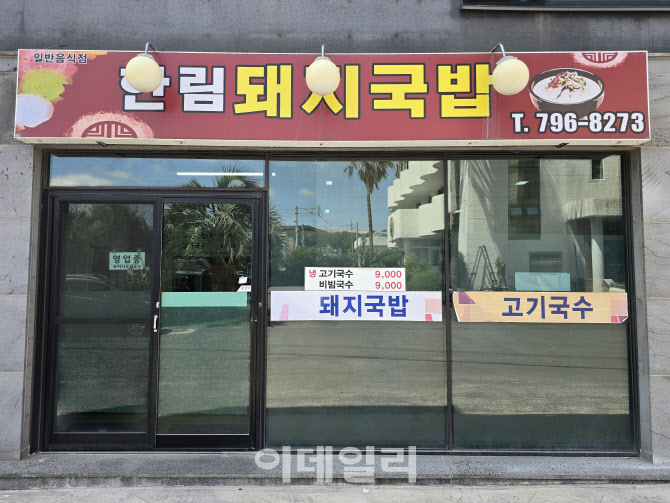 일반음식점
한림돼지국밥
T. 796-8273
영업중
냉 고기국수 9,000
비빔국수 9,000
돼지국밥
고기국수
이데일리